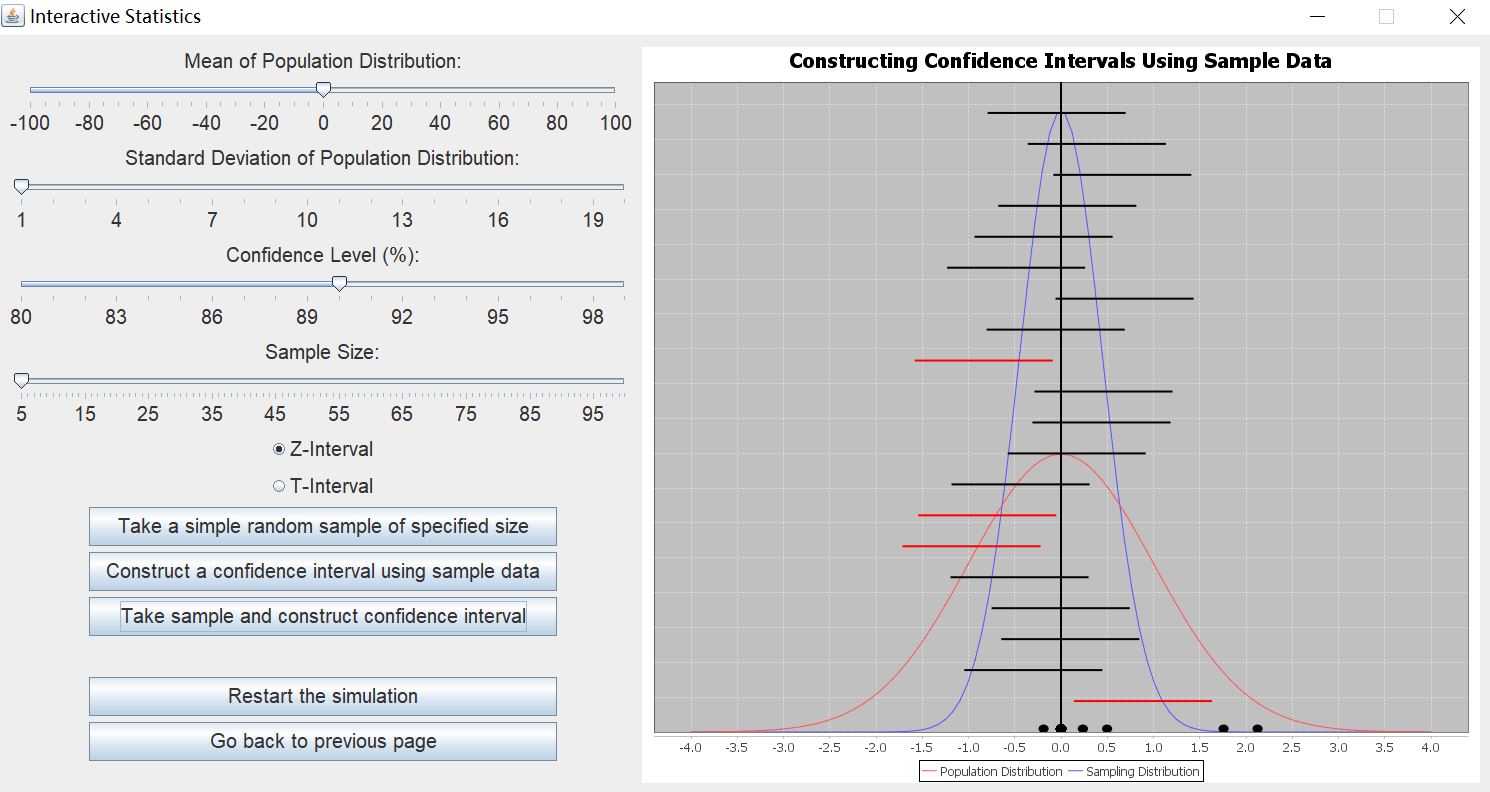 Interactive Statistics
Mean of Population Distribution:
-100 -80 -60 -40 -20 0 20 40 60 80 100
Standard Deviation of Population Distribution:
1 4 7 10 13 16 19
Confidence Level (%):
80 83 86 89 92 95 98
Sample Size:
5 15 25 35 45 55 65 75 85 95
Z-Interval
T-Interval
Take a simple random sample of specified size
Construct a confidence interval using sample data
Take sample and construct confidence interval
Restart the simulation
Go back to previous page
Constructing Confidence Intervals Using Sample Data
-4.0 -3.5 -3.0 -2.5 -2.0 -1.5 -1.0 -0.5 0.0 0.5 1.0 1.5 2.0 2.5 3.0 3.5 4.0
Population Distribution Sampling Distribution